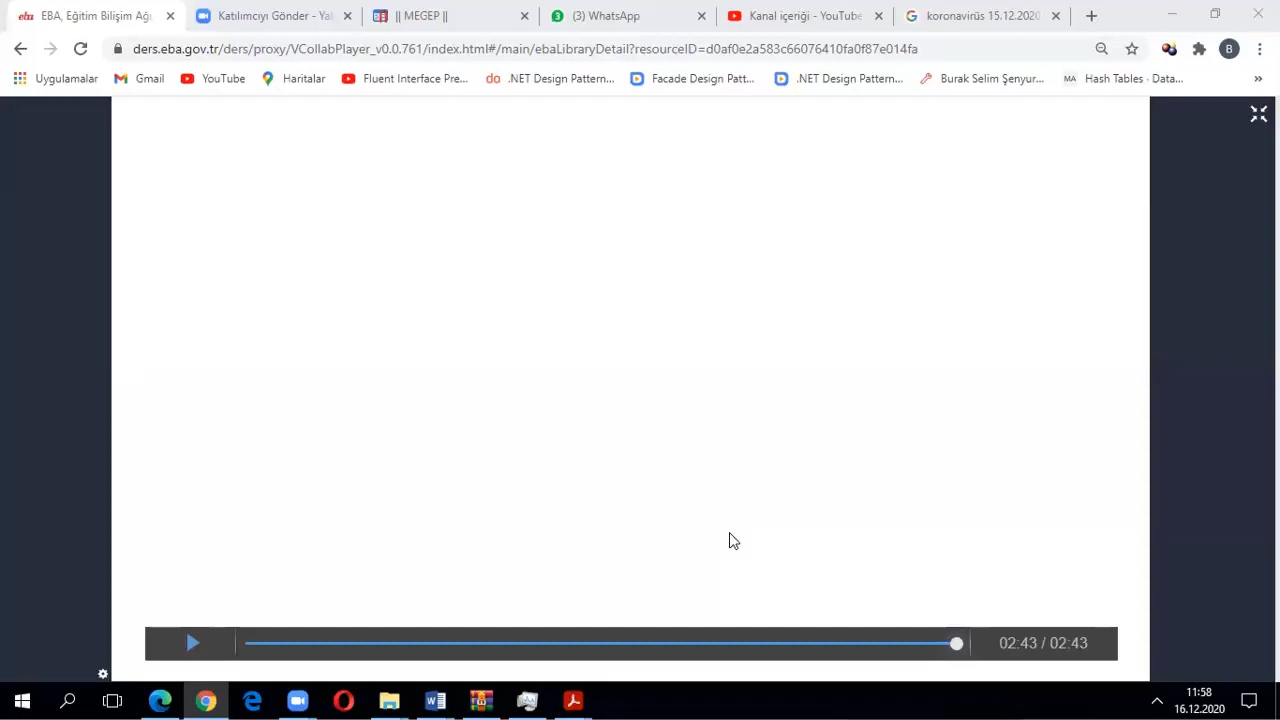 EBA, Eğitim Bilişim Ağı
Katılımcıyı Gönder - Ya
|| MEGEP ||
(3) WhatsApp
Kanal içeriği - YouTube
koronavirüs 15.12.2020
ders.eba.gov.tr/ders/proxy/VCollabPlayer_v0.0.761/index.html#/main/ebaLibraryDetail?resourceID=d0af0e2a583c66076410fa0f87e014fa
B
Uygulamalar
Gmail
YouTube
Haritalar
Fluent Interface Pre...
do .NET Design Pattern...
Facade Design Patt...
.NET Design Pattern...
Burak Selim Şenyur...
MA Hash Tables - Data...
»
02:43 / 02:43
11:58
16.12.2020